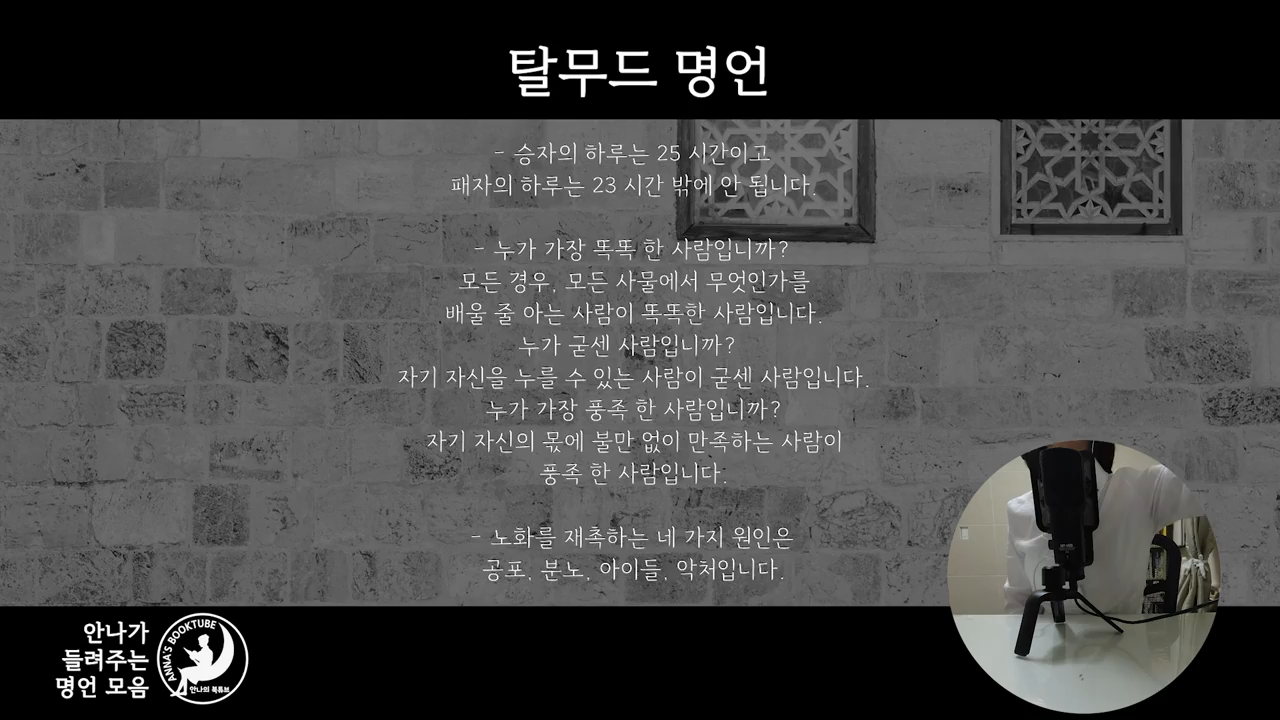 탈무드 명언
- 승자의 하루는 25 시간이고
패자의 하루는 23 시간 밖에 안 됩니다.
- 누가 가장 똑똑 한 사람입니까?
모든 경우, 모든 사물에서 무엇인가를
배울 줄 아는 사람이 똑똑한 사람입니다.
누가 굳센 사람입니까?
자기 자신을 누를 수 있는 사람이 굳센 사람입니다.
누가 가장 풍족 한 사람입니까?
자기 자신의 몫에 불만 없이 만족하는 사람이
풍족 한 사람입니다.
- 노화를 재촉하는 네 가지 원인은
공포, 분노, 아이들, 악처입니다.
안나가
들려주는
명언 모음
ANNA'S BOOKTUBE
안나의 북튜브